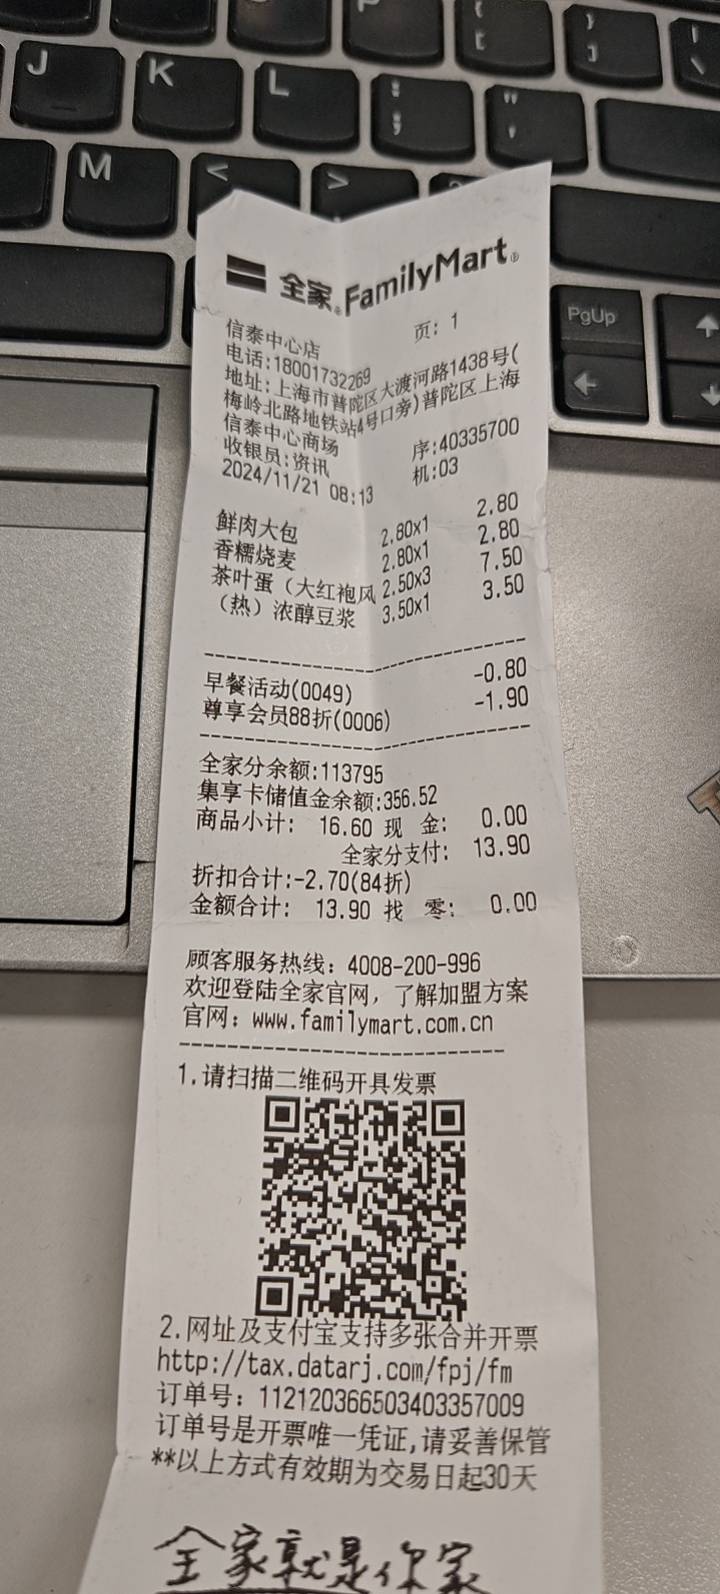 J K L : ; " '
M < >
PgUp
全家 FamilyMart
页: 1
信泰中心店
电话:18001732269
地址:上海市普陀区大渡河路1438号(
梅岭北路地铁站4号口旁)普陀区上海
信泰中心商场
收银员:资讯 序:40335700
2024/11/21 08:13 机:03
鲜肉大包 2.80x1 2.80
香糯烧麦 2.80x1 2.80
茶叶蛋（大红袍风 2.50x3 7.50
（热）浓醇豆浆 3.50x1 3.50
早餐活动(0049) -0.80
尊享会员88折(0006) -1.90
全家分余额:113795
集享卡储值金余额:356.52
商品小计: 16.60 现 金: 0.00
全家分支付: 13.90
折扣合计:-2.70(84折)
金额合计: 13.90 找 零: 0.00
顾客服务热线: 4008-200-996
欢迎登陆全家官网，了解加盟方案
官网: www.familymart.com.cn
1.请扫描二维码开具发票
2.网址及支付宝支持多张合并开票
http://tax.datarj.com/fpj/fm
订单号: 112120366503403357009
订单号是开票唯一凭证,请妥善保管
**以上方式有效期为交易日起30天
全家就是你家